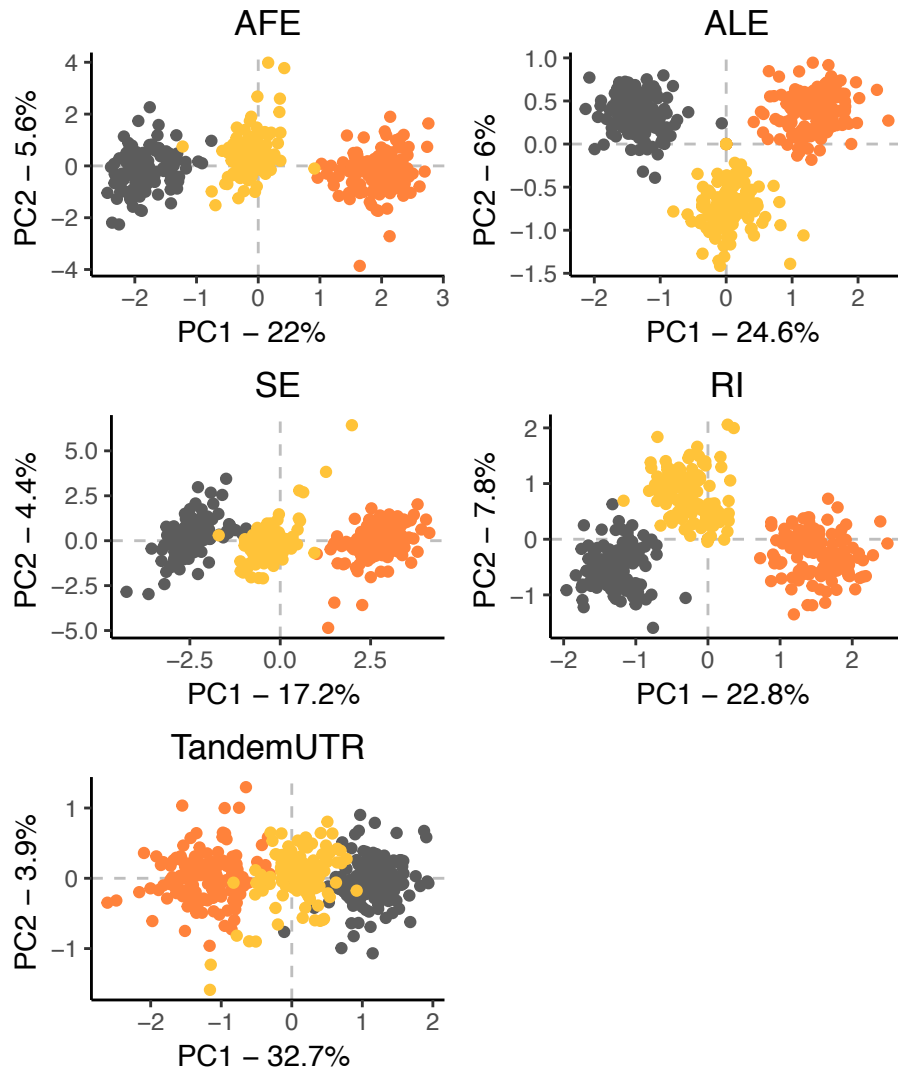 AFE
4
2
0
−2
−4
PC2 − 5.6%
−2 −1 0 1 2 3
PC1 − 22%
ALE
1.0
0.5
0.0
−0.5
−1.0
−1.5
PC2 − 6%
−2 −1 0 1 2
PC1 − 24.6%
SE
5.0
2.5
0.0
−2.5
−5.0
PC2 − 4.4%
−2.5 0.0 2.5
PC1 − 17.2%
RI
2
1
0
−1
PC2 − 7.8%
−2 −1 0 1 2
PC1 − 22.8%
TandemUTR
1
0
−1
PC2 − 3.9%
−2 −1 0 1 2
PC1 − 32.7%